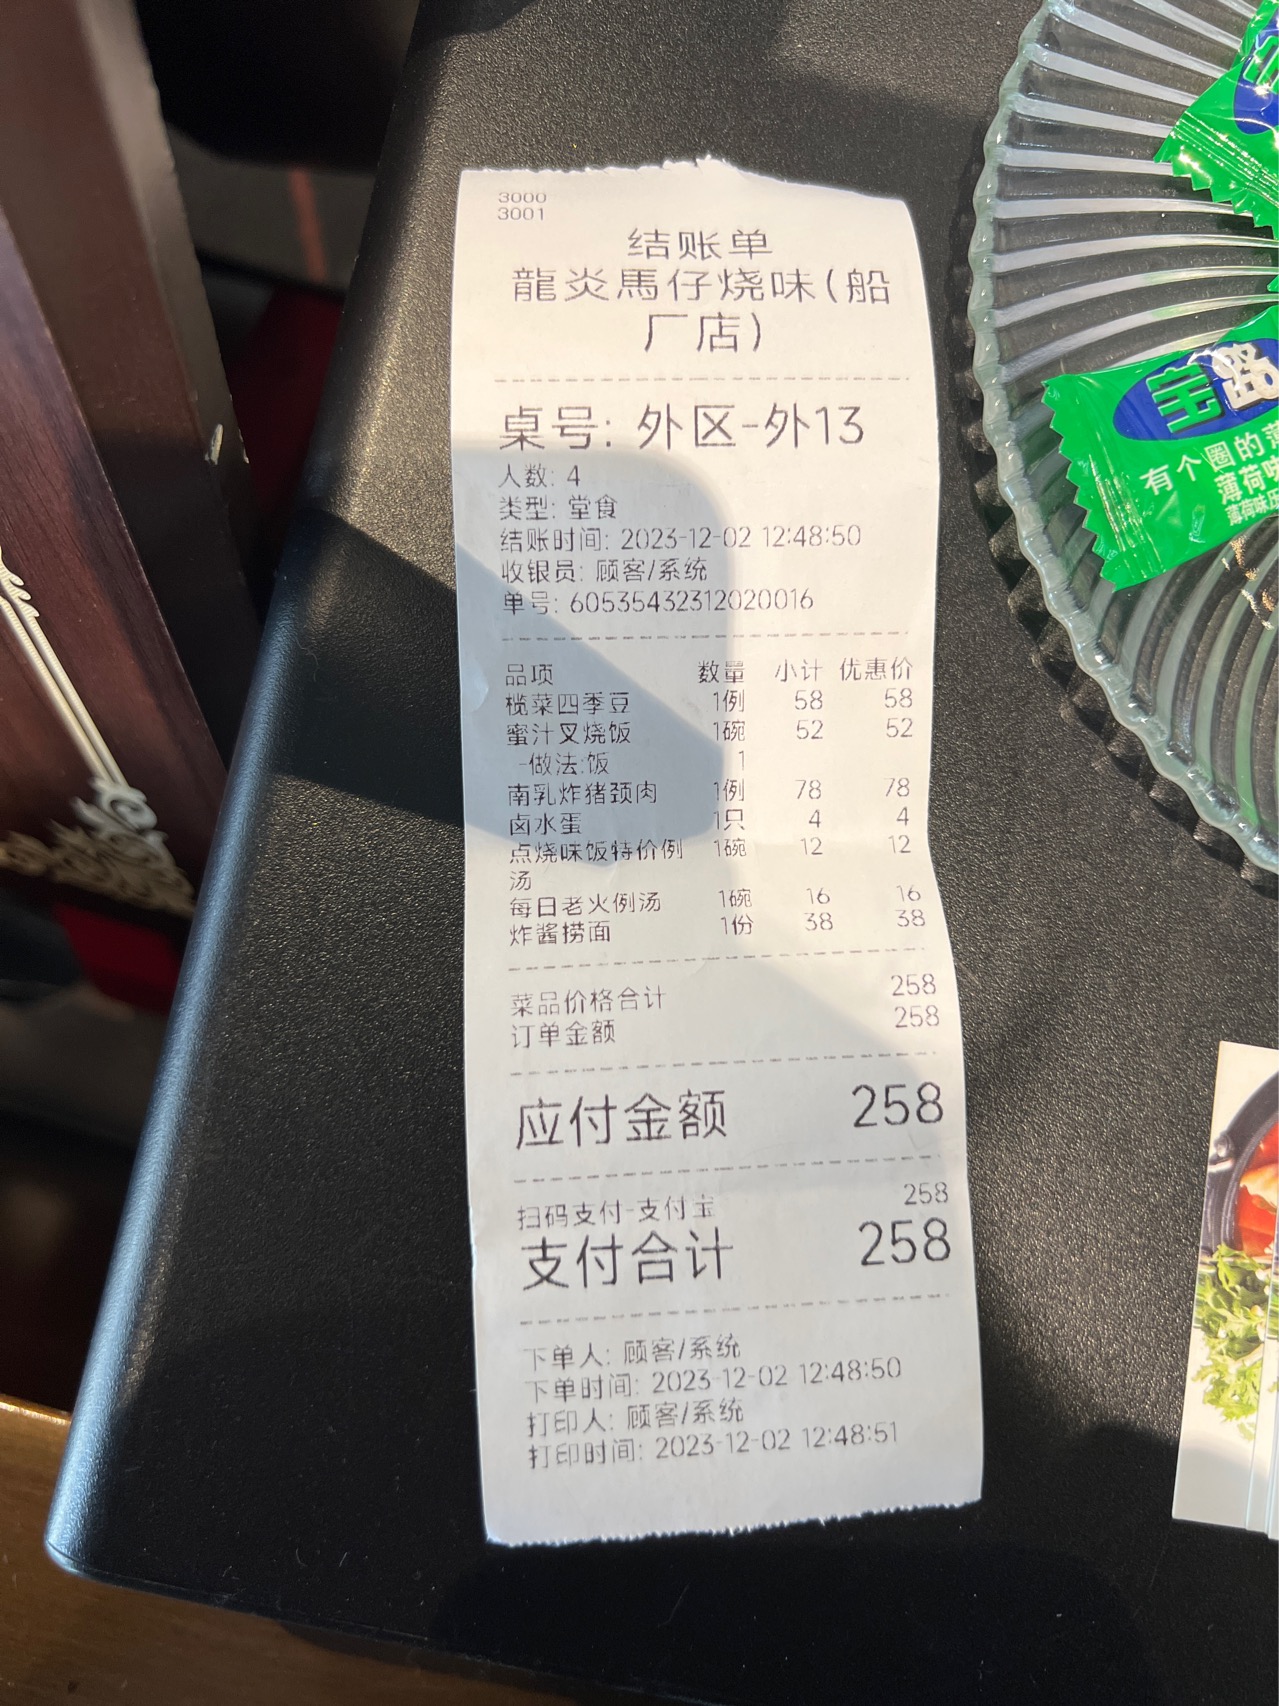 3000
3001
结账单
龍炎馬仔烧味(船
厂店)
桌号: 外区-外13
人数: 4
类型: 堂食
结账时间: 2023-12-02 12:48:50
收银员: 顾客/系统
单号: 60535432312020016
品项 数量 小计 优惠价
榄菜四季豆 1例 58 58
蜜汁叉烧饭 1碗 52 52
-做法:饭 1
南乳炸猪颈肉 1例 78 78
卤水蛋 1只 4 4
点烧味饭特价例 1碗 12 12
汤
每日老火例汤 1碗 16 16
炸酱捞面 1份 38 38
菜品价格合计 258
订单金额 258
应付金额 258
扫码支付-支付宝 258
支付合计 258
下单人: 顾客/系统
下单时间: 2023-12-02 12:48:50
打印人: 顾客/系统
打印时间: 2023-12-02 12:48:51
宝路
有个圈的薄
薄荷味
薄荷味压